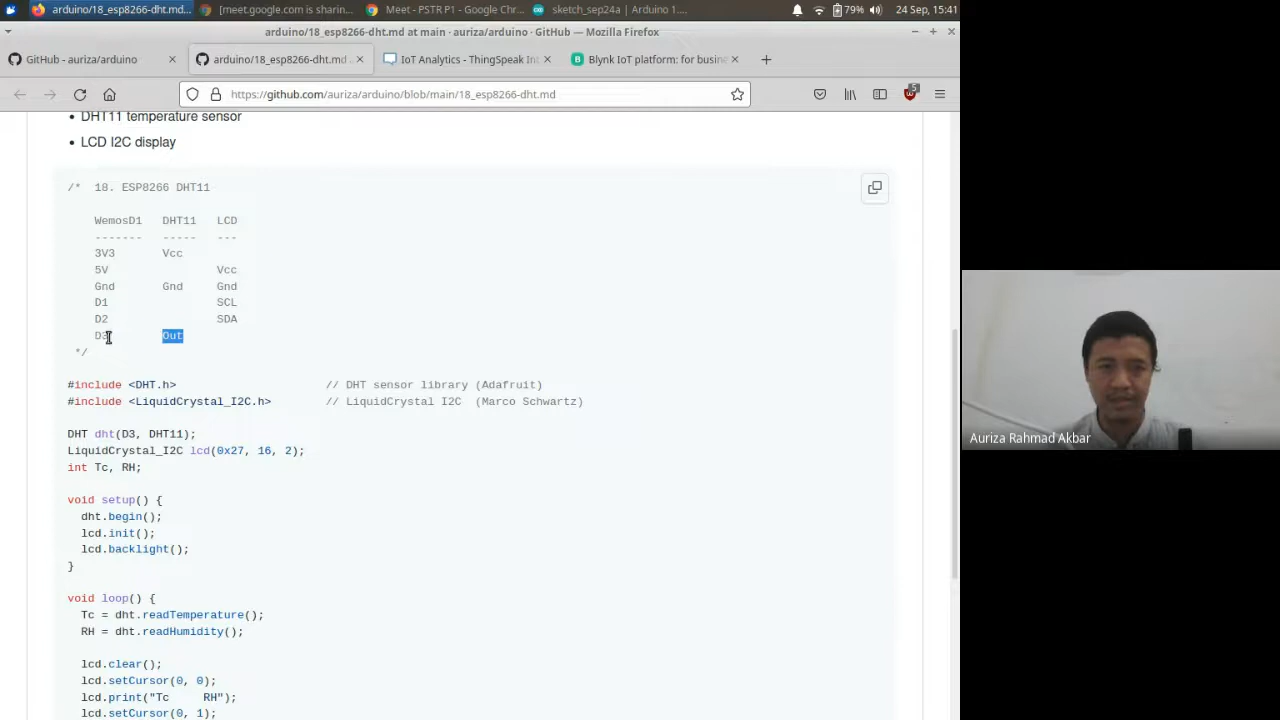 arduino/18_esp8266-dht.md...
[meet.google.com is sharin...
Meet - PSTR P1 - Google Chr...
sketch_sep24a | Arduino 1....
79%
24 Sep, 15:41
arduino/18_esp8266-dht.md at main · auriza/arduino · GitHub — Mozilla Firefox
GitHub - auriza/arduino
arduino/18_esp8266-dht.md a
IoT Analytics - ThingSpeak Int
Blynk IoT platform: for busine
https://github.com/auriza/arduino/blob/main/18_esp8266-dht.md
5
• DHT11 temperature sensor
• LCD I2C display
/*  18. ESP8266 DHT11
WemosD1   DHT11   LCD
-------   -----   ---
3V3       Vcc
5V                Vcc
Gnd       Gnd     Gnd
D1                SCL
D2                SDA
D3        Out
*/
#include <DHT.h>                      // DHT sensor library (Adafruit)
#include <LiquidCrystal_I2C.h>        // LiquidCrystal I2C  (Marco Schwartz)
DHT dht(D3, DHT11);
LiquidCrystal_I2C lcd(0x27, 16, 2);
int Tc, RH;
void setup() {
dht.begin();
lcd.init();
lcd.backlight();
}
void loop() {
Tc = dht.readTemperature();
RH = dht.readHumidity();
lcd.clear();
lcd.setCursor(0, 0);
lcd.print("Tc     RH");
lcd.setCursor(0, 1);
Auriza Rahmad Akbar